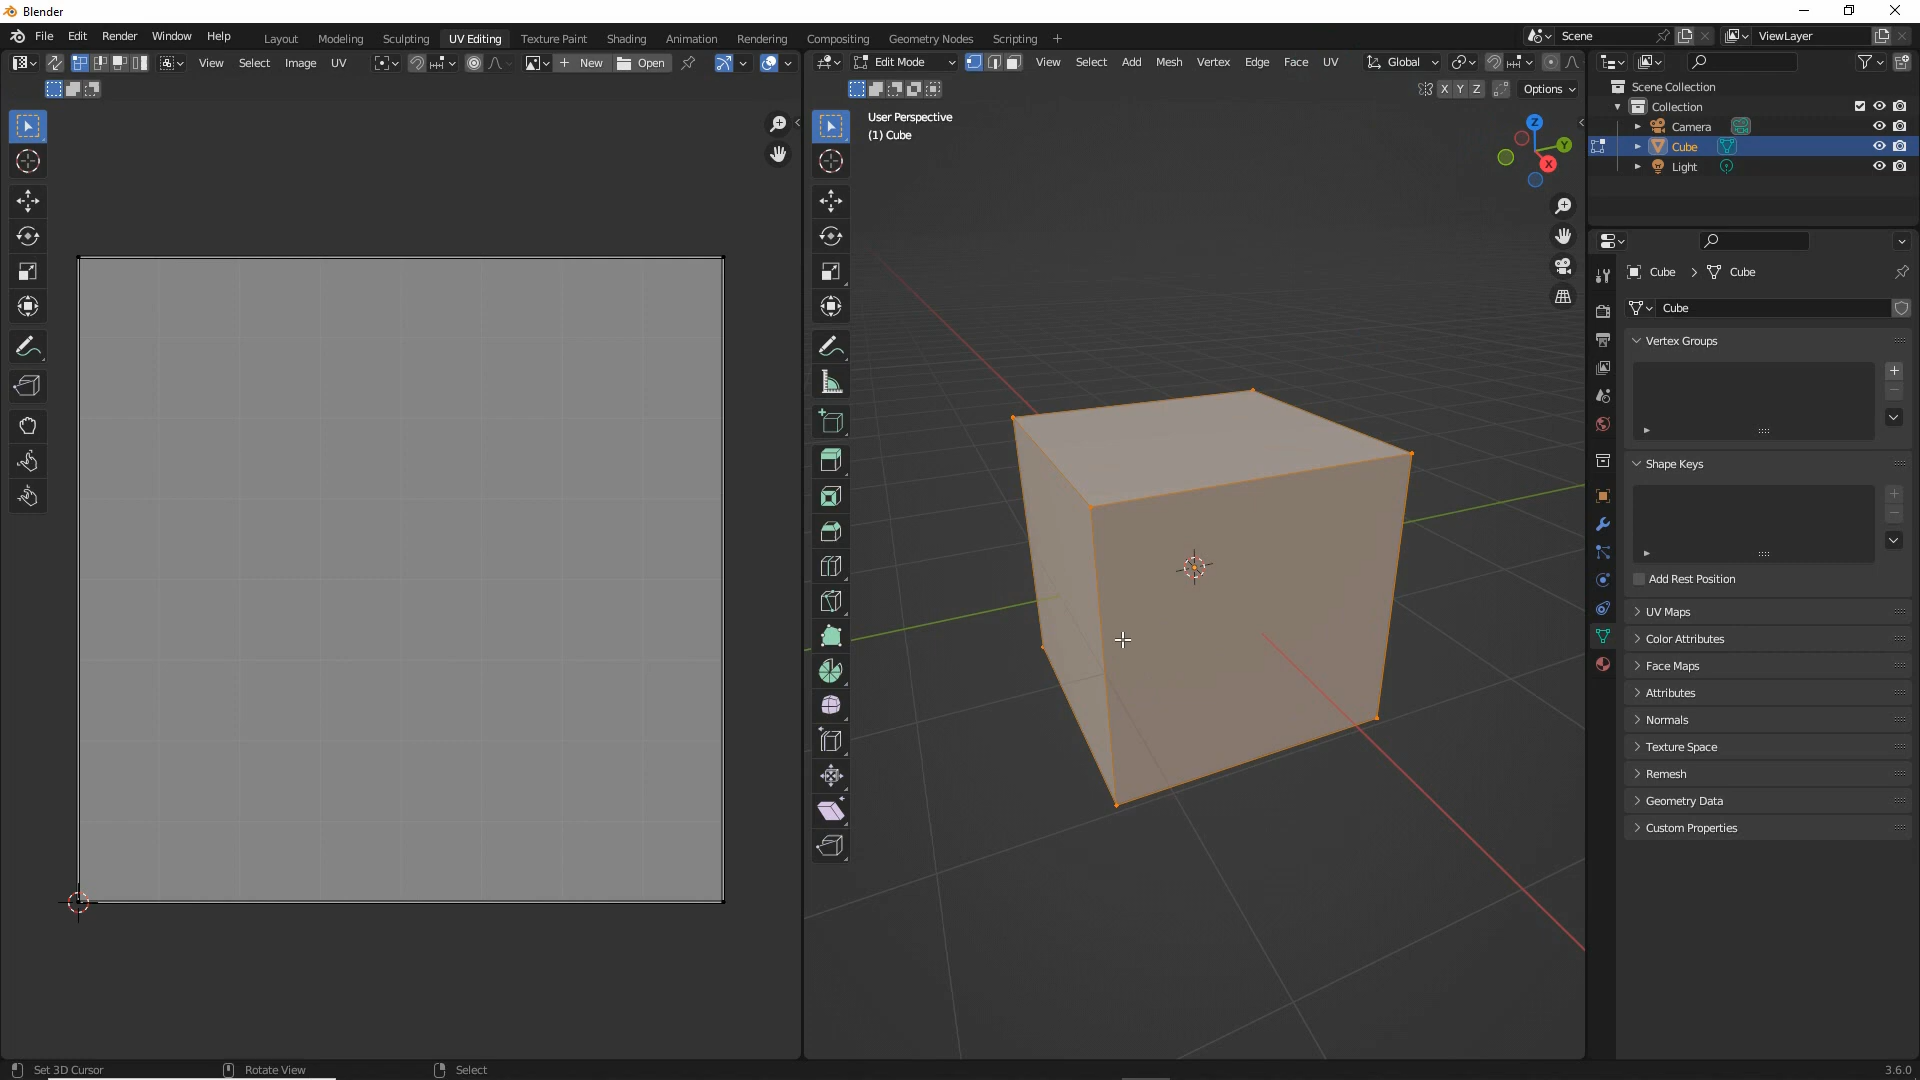 Blender
File Edit Render Window Help Layout Modeling Sculpting UV Editing Texture Paint Shading Animation Rendering Compositing Geometry Nodes Scripting + Scene ViewLayer
View Select Image UV + New Open Edit Mode View Select Add Mesh Vertex Edge Face UV Global
X Y Z Options
User Perspective
(1) Cube
Z
Y
X
Scene Collection
Collection
Camera
Cube
Light
Cube > Cube
Cube
Vertex Groups
Shape Keys
Add Rest Position
UV Maps
Color Attributes
Face Maps
Attributes
Normals
Texture Space
Remesh
Geometry Data
Custom Properties
Set 3D Cursor Rotate View Select 3.6.0